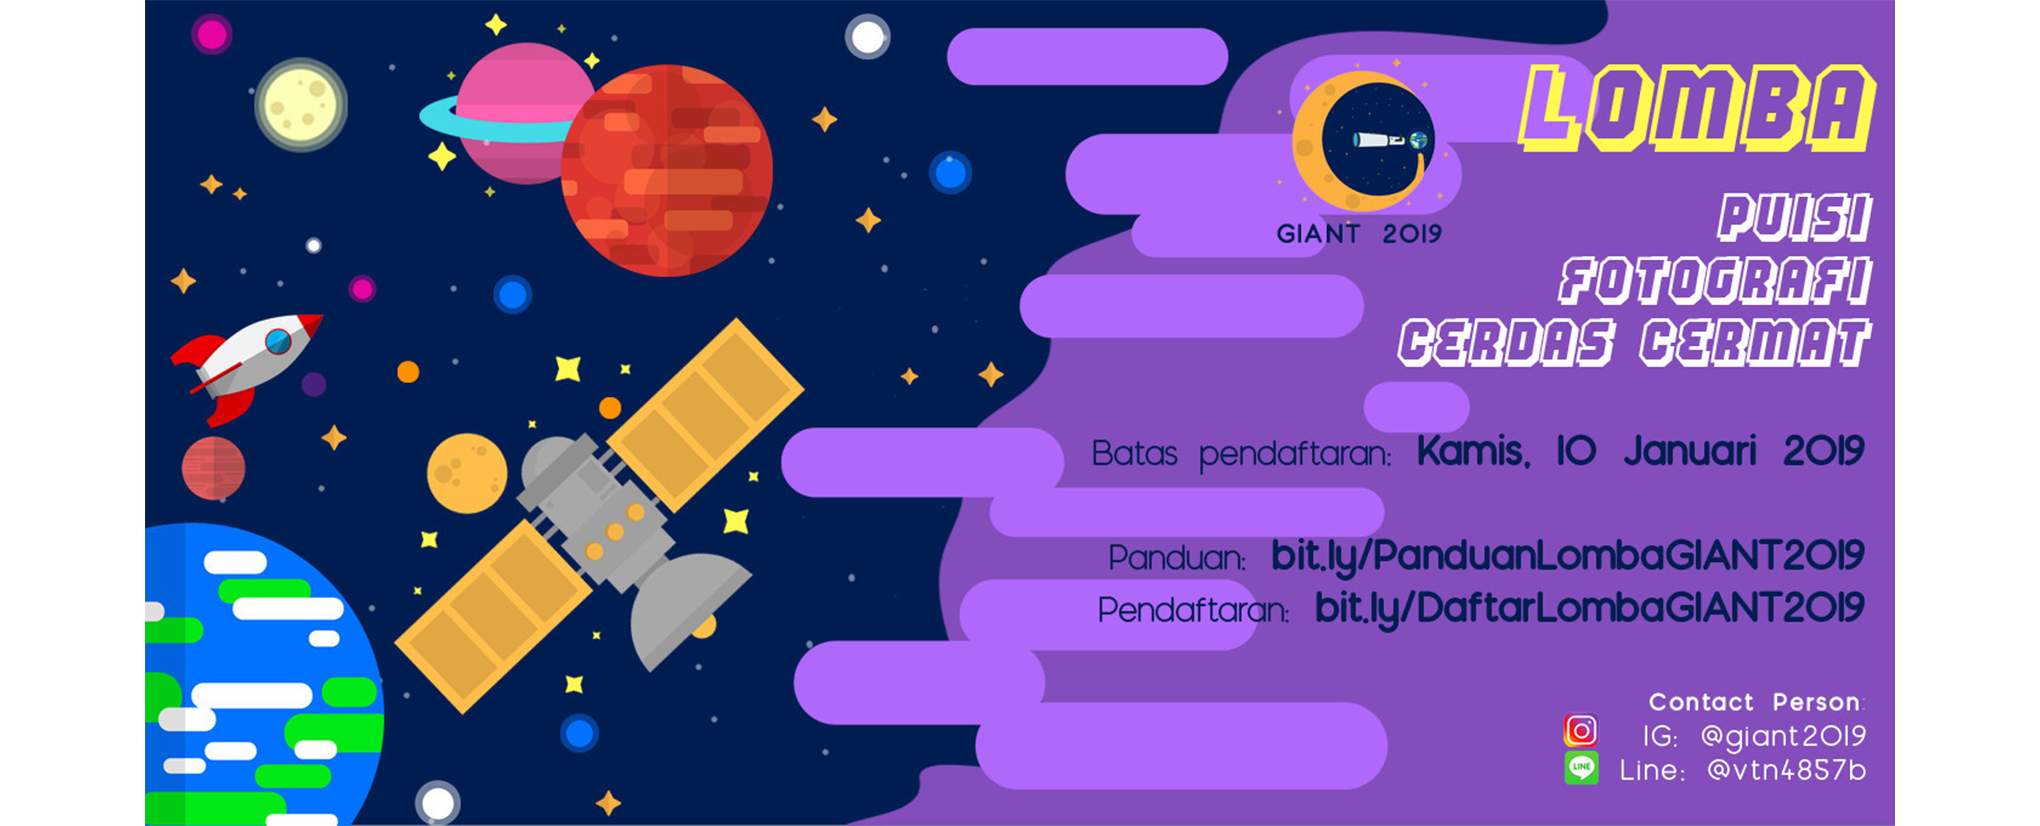 GIANT 2019
LOMBA
PUISI
FOTOGRAFI
CERDAS CERMAT
Batas pendaftaran: Kamis, 10 Januari 2019
Panduan: bit.ly/PanduanLombaGIANT2019
Pendaftaran: bit.ly/DaftarLombaGIANT2019
Contact Person:
IG: @giant2019
LINE Line: @vtn4857b